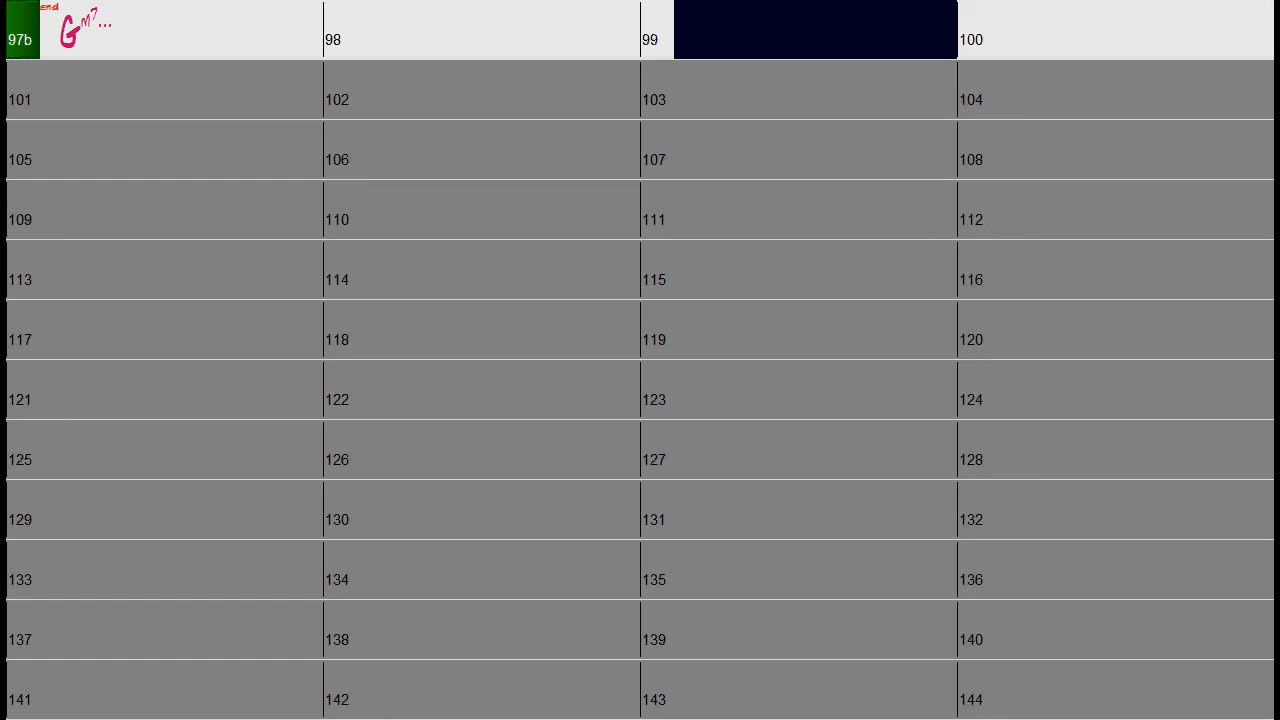 end
97b Gm7... 98 99 100
101 102 103 104
105 106 107 108
109 110 111 112
113 114 115 116
117 118 119 120
121 122 123 124
125 126 127 128
129 130 131 132
133 134 135 136
137 138 139 140
141 142 143 144